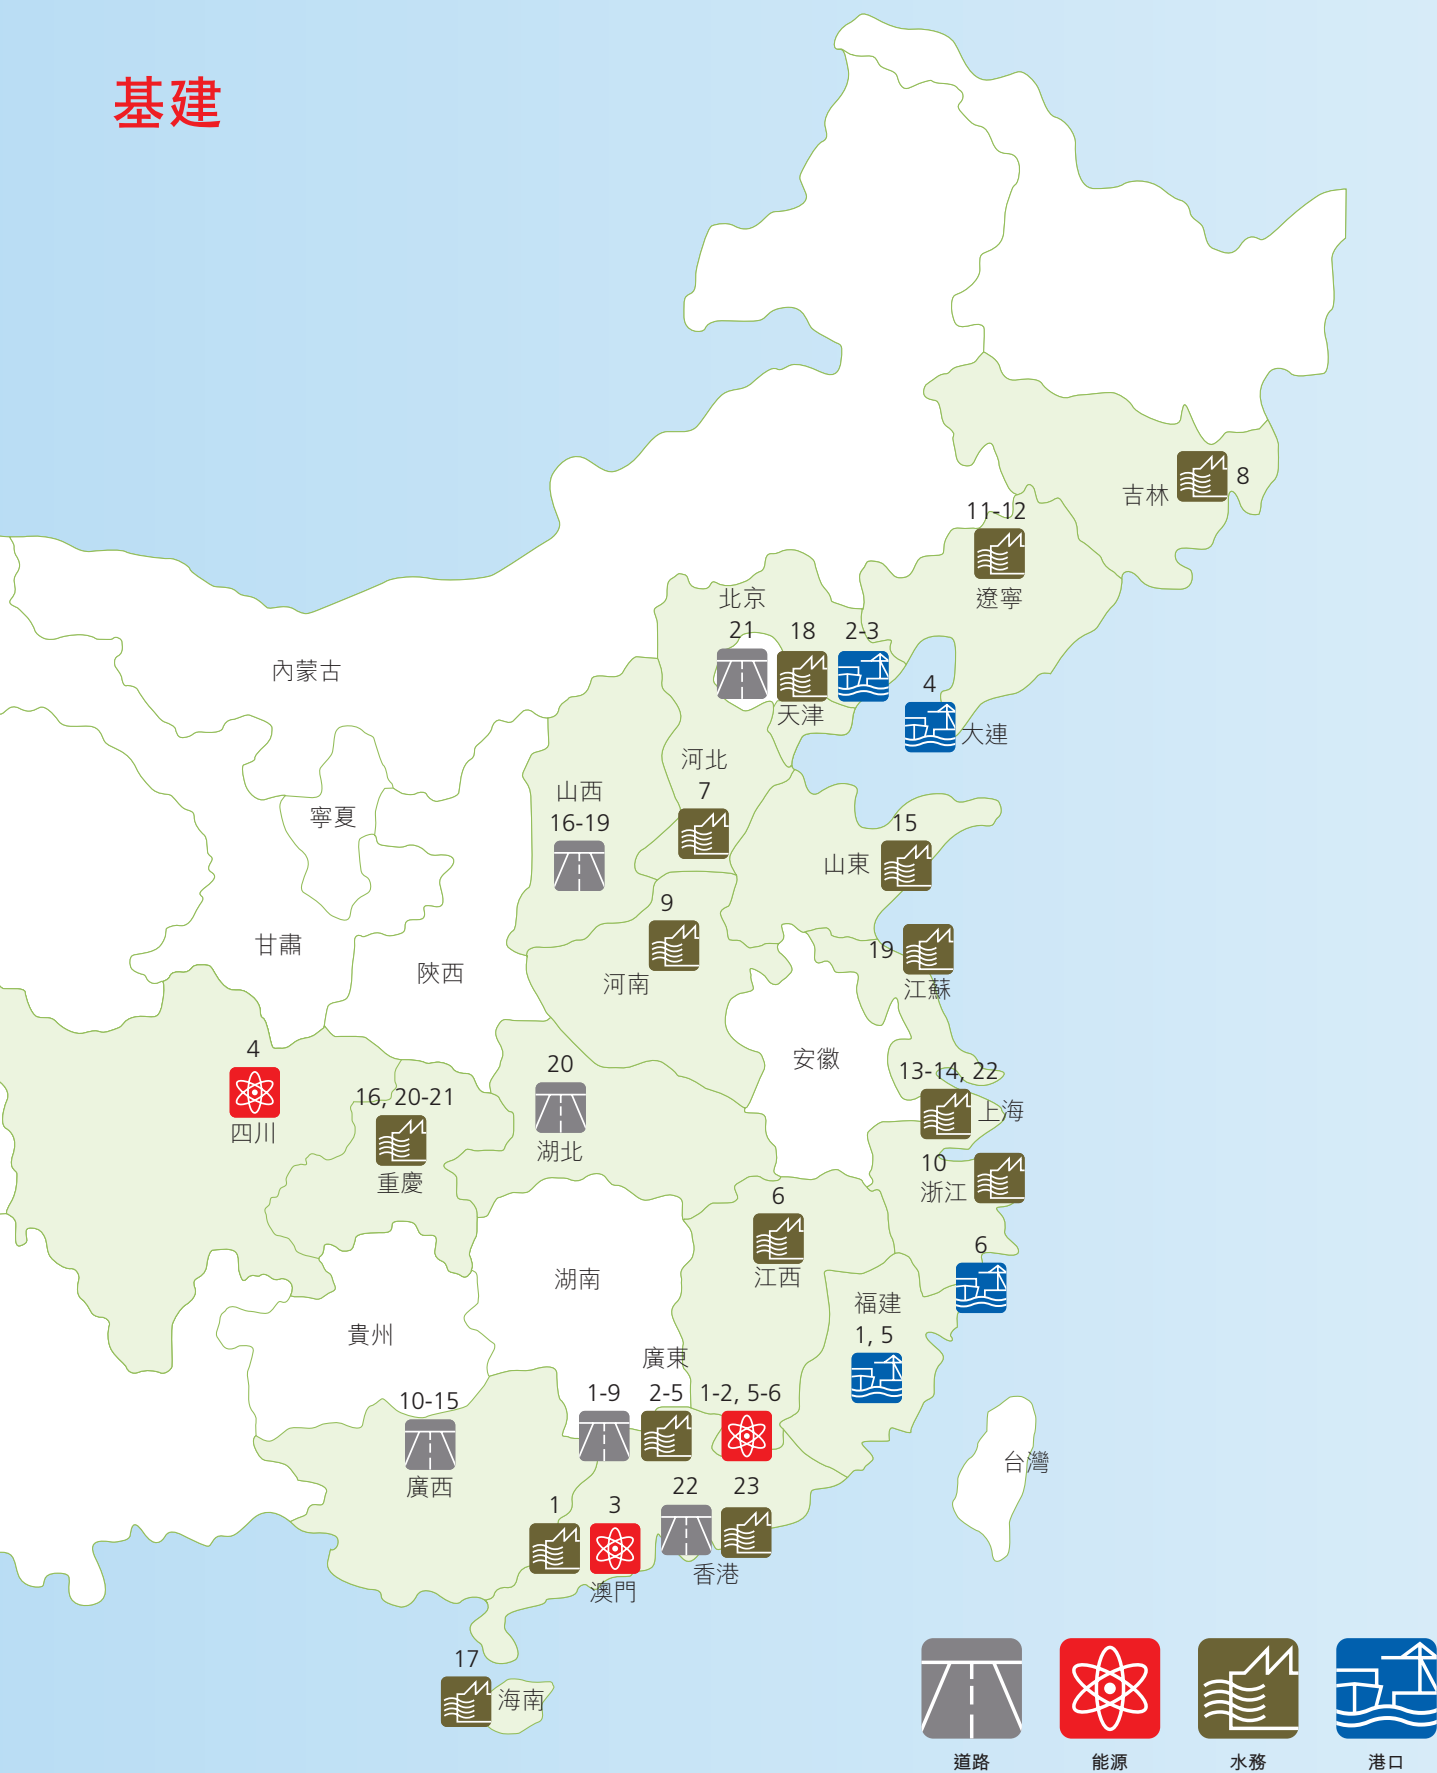 基建
8
吉林
11-12
遼寧
北京
21
18
2-3
天津
4
大連
內蒙古
河北
7
山西
16-19
寧夏
15
山東
9
河南
19
江蘇
甘肅
陝西
安徽
4
四川
16, 20-21
重慶
20
湖北
13-14, 22
上海
10
浙江
6
江西
6
湖南
福建
1, 5
貴州
廣東
1-9
2-5
1-2, 5-6
10-15
廣西
台灣
1
3
澳門
22
23
香港
17
海南
道路
能源
水務
港口